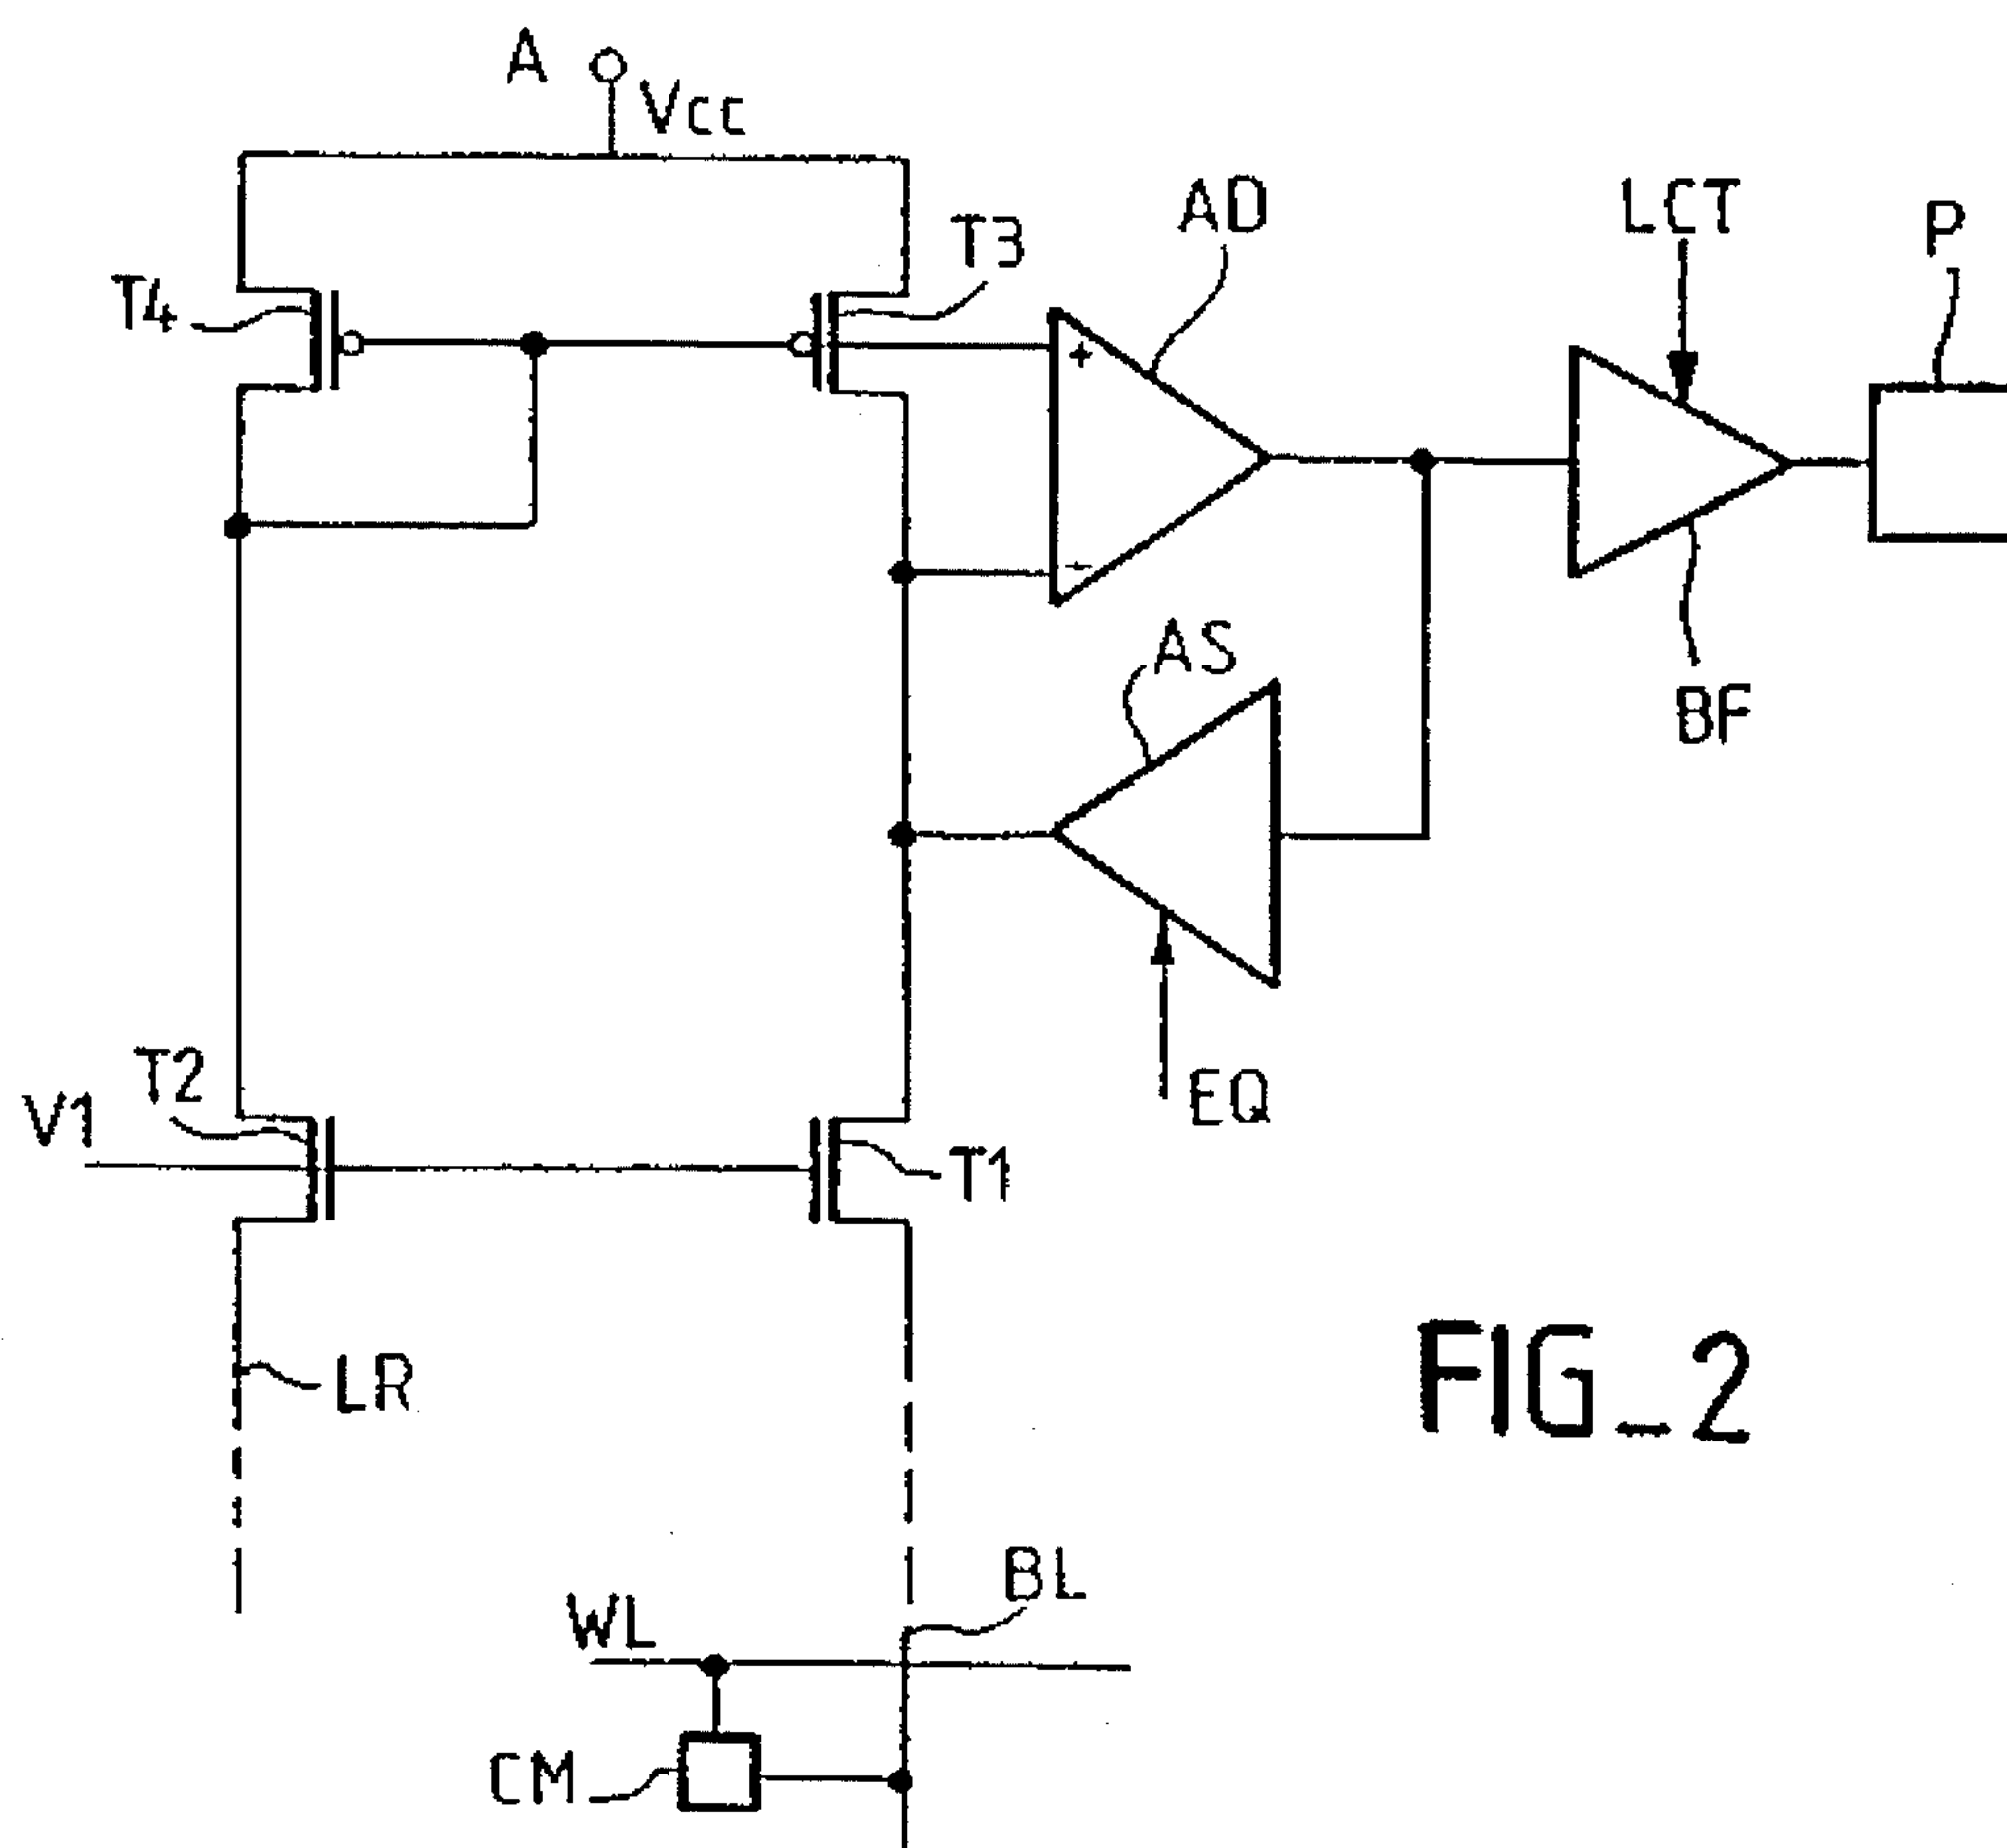 A
Vcc
AD
LCT
P
T3
T4
+
-
AS
BF
EQ
T2
V1
T1
LR
FIG_2
BL
WL
CM